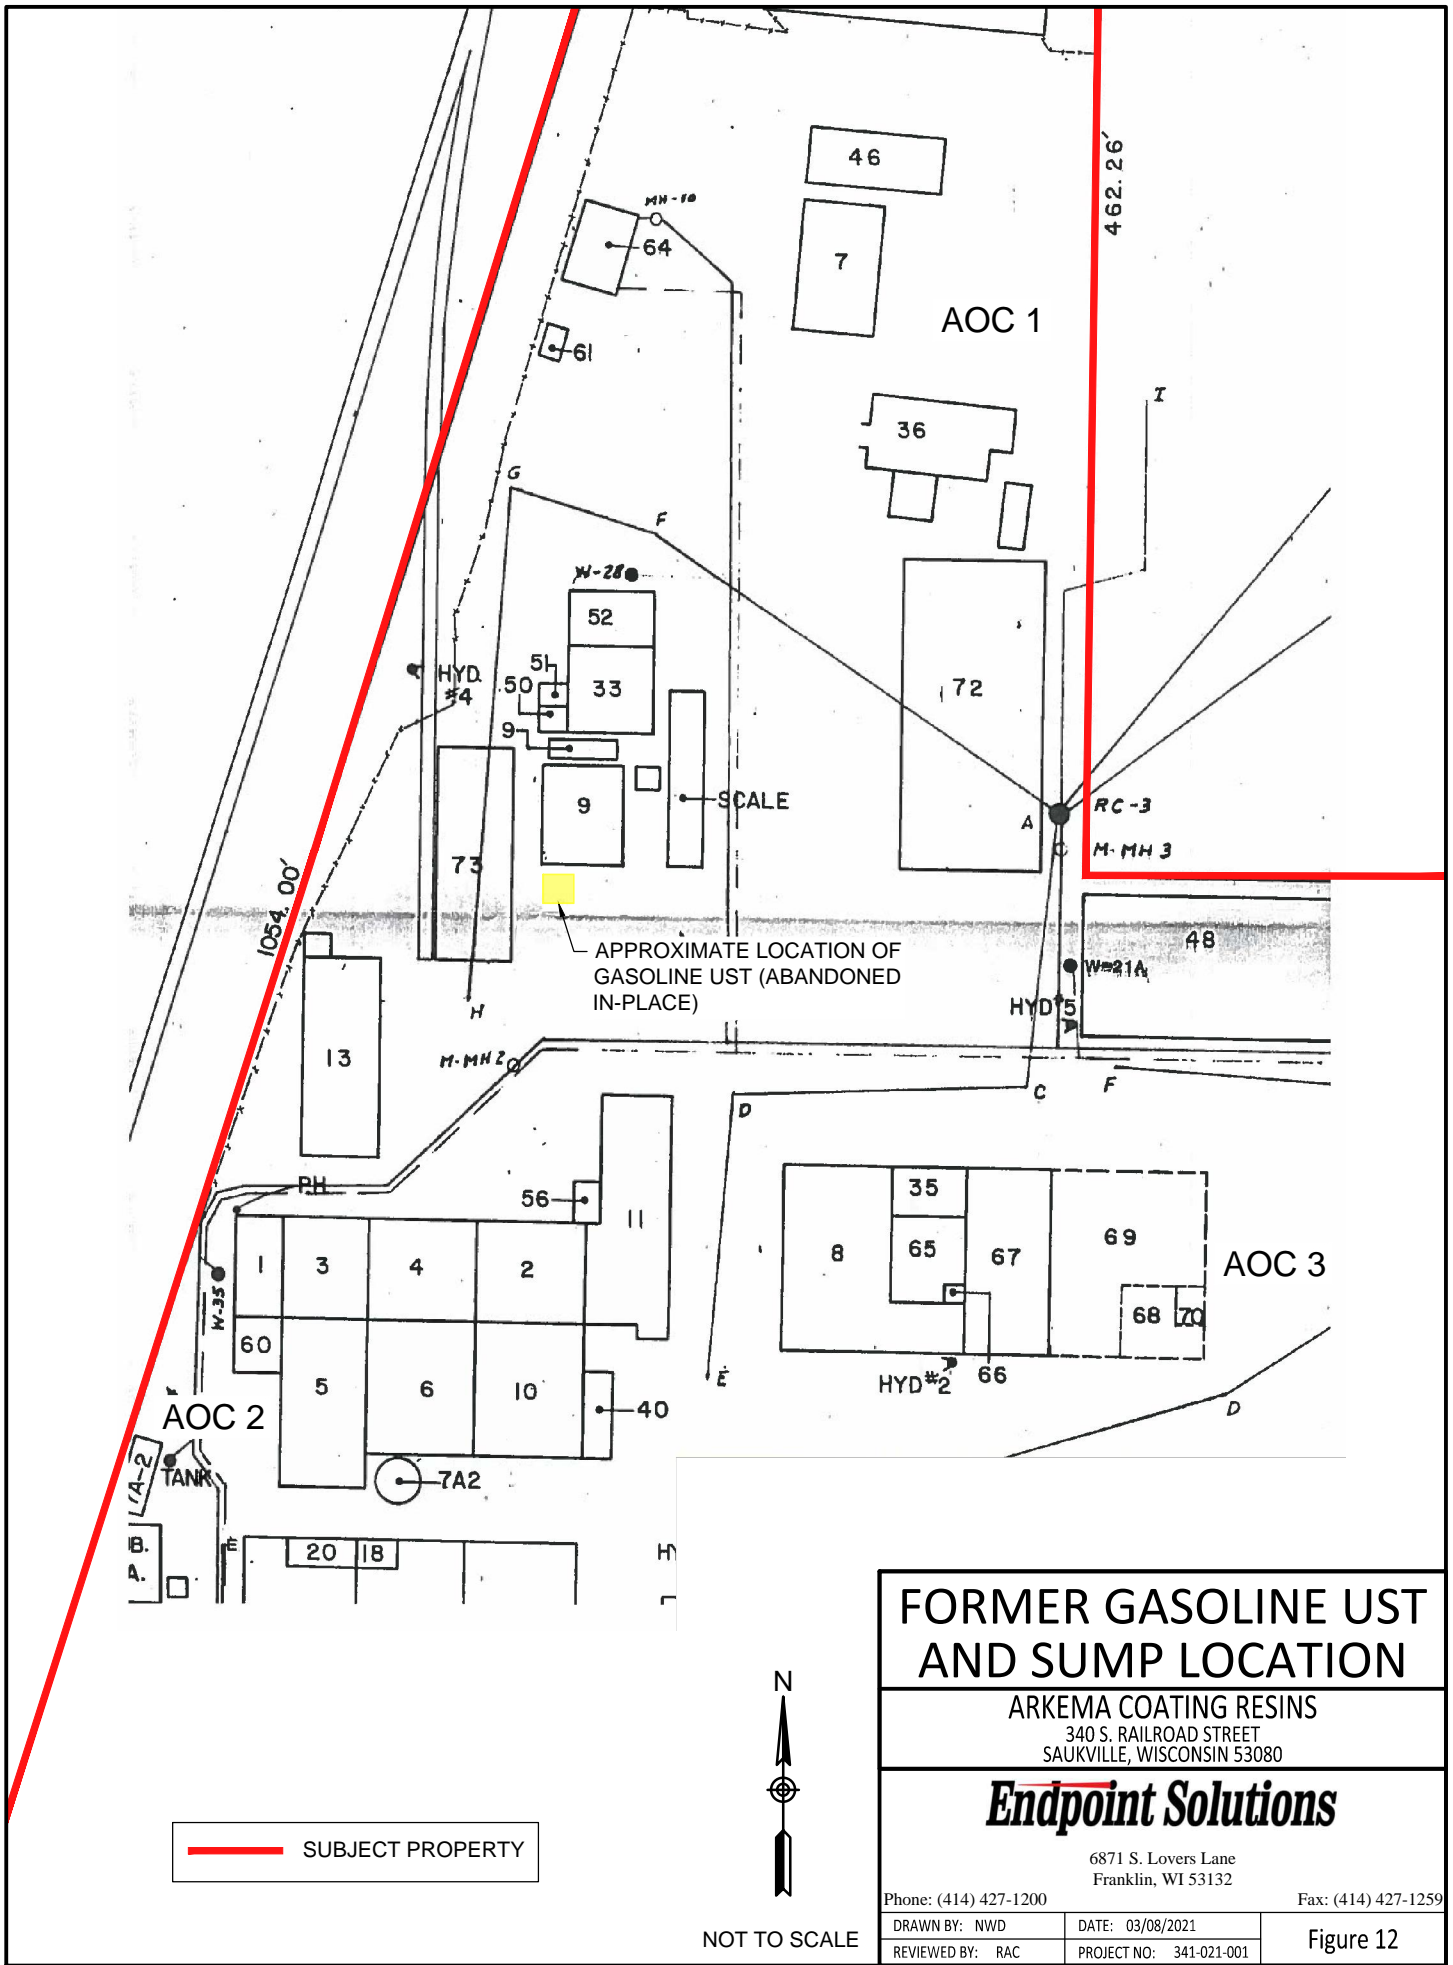 462.26'
46
MH-10
64
7
AOC 1
61
I
36
G
F
W-28
52
51
HYD.
#4
50
33
72
9
9
SCALE
RC-3
A
M-MH 3
73
1054.00'
48
APPROXIMATE LOCATION OF
GASOLINE UST (ABANDONED
IN-PLACE)
W-21A
HYD#5
H
13
M-MH2
C
F
D
PH
56
11
35
8
65
67
69
AOC 3
1
3
4
2
W-35
68
70
60
5
6
10
E
HYD#2
66
40
D
AOC 2
TANK
7A2
B.
A.
E
20
18
HY
FORMER GASOLINE UST
AND SUMP LOCATION
N
ARKEMA COATING RESINS
340 S. RAILROAD STREET
SAUKVILLE, WISCONSIN 53080
Endpoint Solutions
SUBJECT PROPERTY
6871 S. Lovers Lane
Franklin, WI 53132
Phone: (414) 427-1200
Fax: (414) 427-1259
NOT TO SCALE
DRAWN BY: NWD
DATE: 03/08/2021
REVIEWED BY: RAC
PROJECT NO: 341-021-001
Figure 12